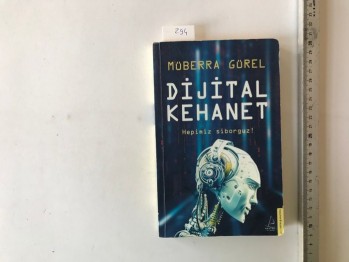 294
MÜBERRA GÜREL
DİJİTAL
KEHANET
Hepimiz siborguz!